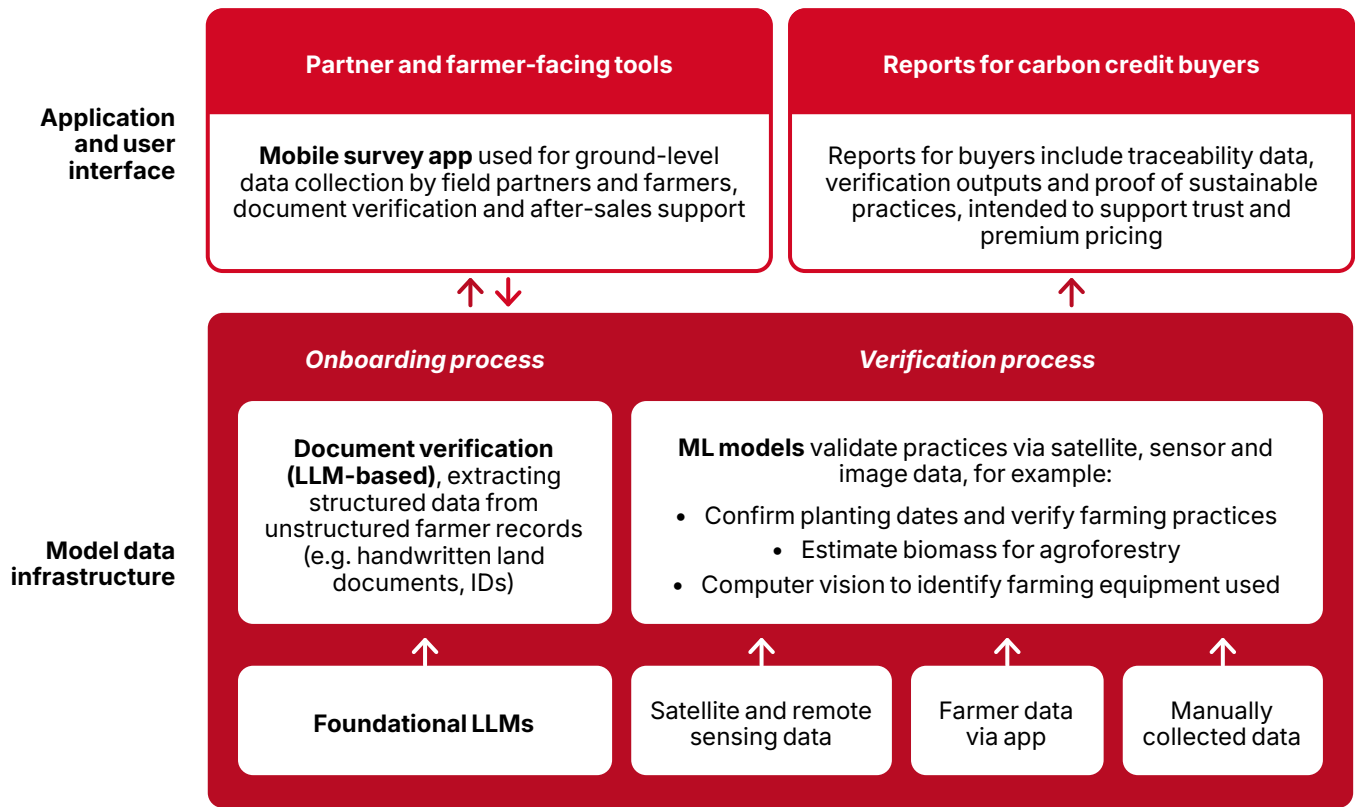 Application
and user
interface
Partner and farmer-facing tools
Mobile survey app used for ground-level
data collection by field partners and farmers,
document verification and after-sales support
Reports for carbon credit buyers
Reports for buyers include traceability data,
verification outputs and proof of sustainable
practices, intended to support trust and
premium pricing
Model data
infrastructure
Onboarding process
Document verification
(LLM-based), extracting
structured data from
unstructured farmer records
(e.g. handwritten land
documents, IDs)
Foundational LLMs
Verification process
ML models validate practices via satellite, sensor and
image data, for example:
• Confirm planting dates and verify farming practices
• Estimate biomass for agroforestry
• Computer vision to identify farming equipment used
Satellite and remote
sensing data
Farmer data
via app
Manually
collected data